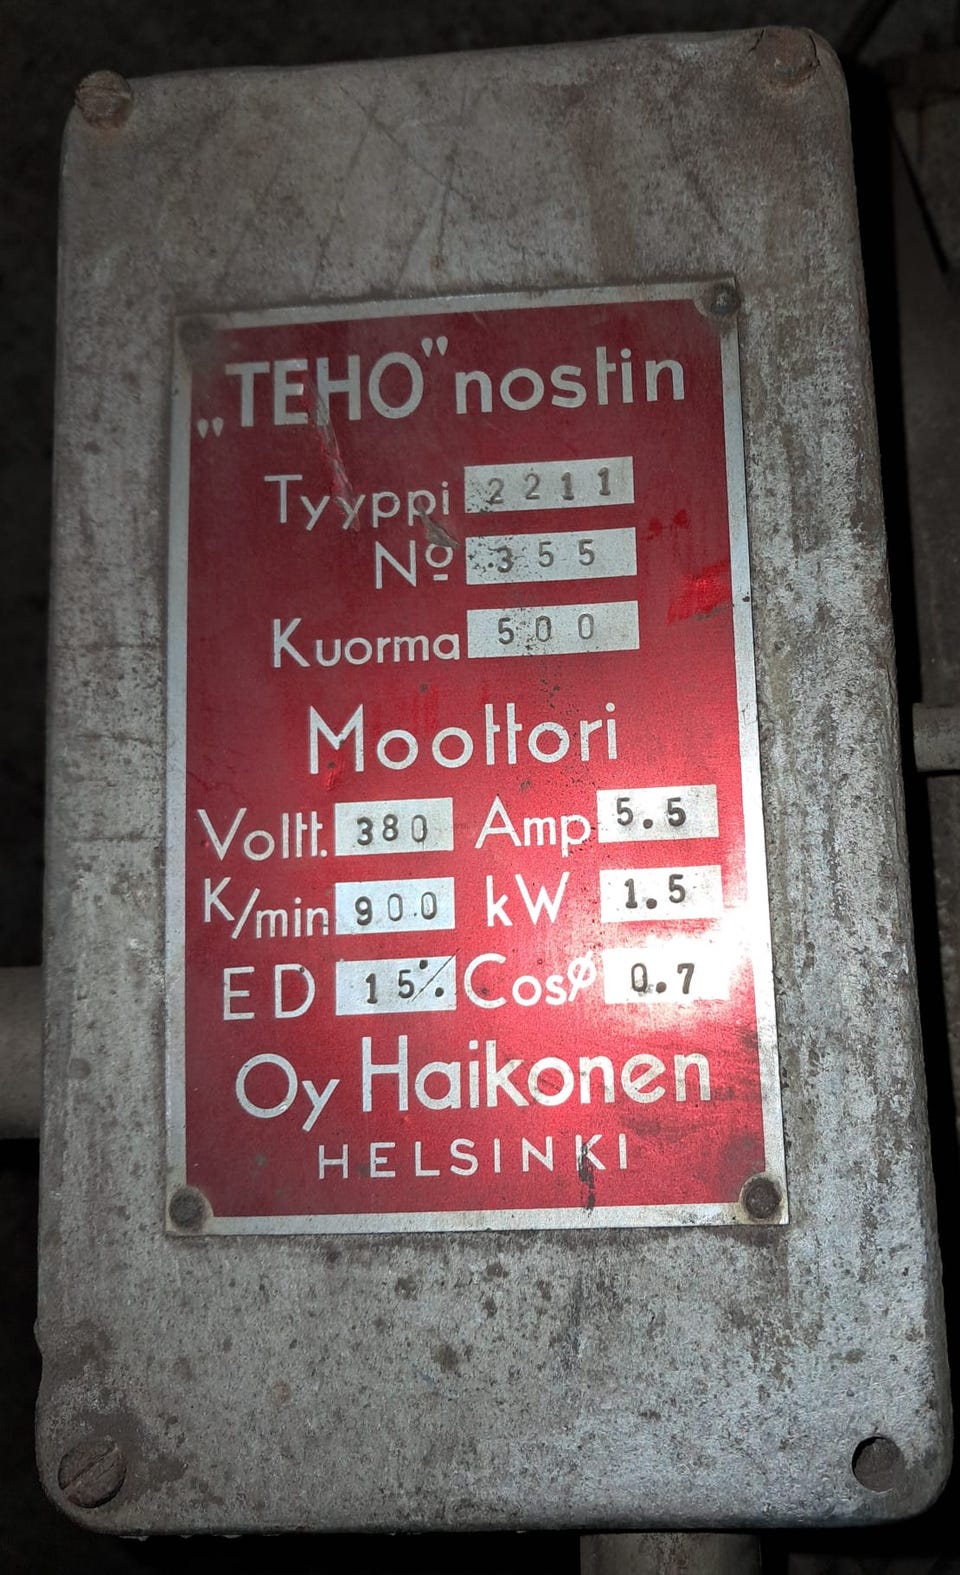 „TEHO” nostin
Tyyppi 2211
Nº 355
Kuorma 500
Moottori
Voltt. 380 Amp 5.5
K/min 900 kW 1.5
ED 15% Cosφ 0.7
Oy Haikonen
HELSINKI